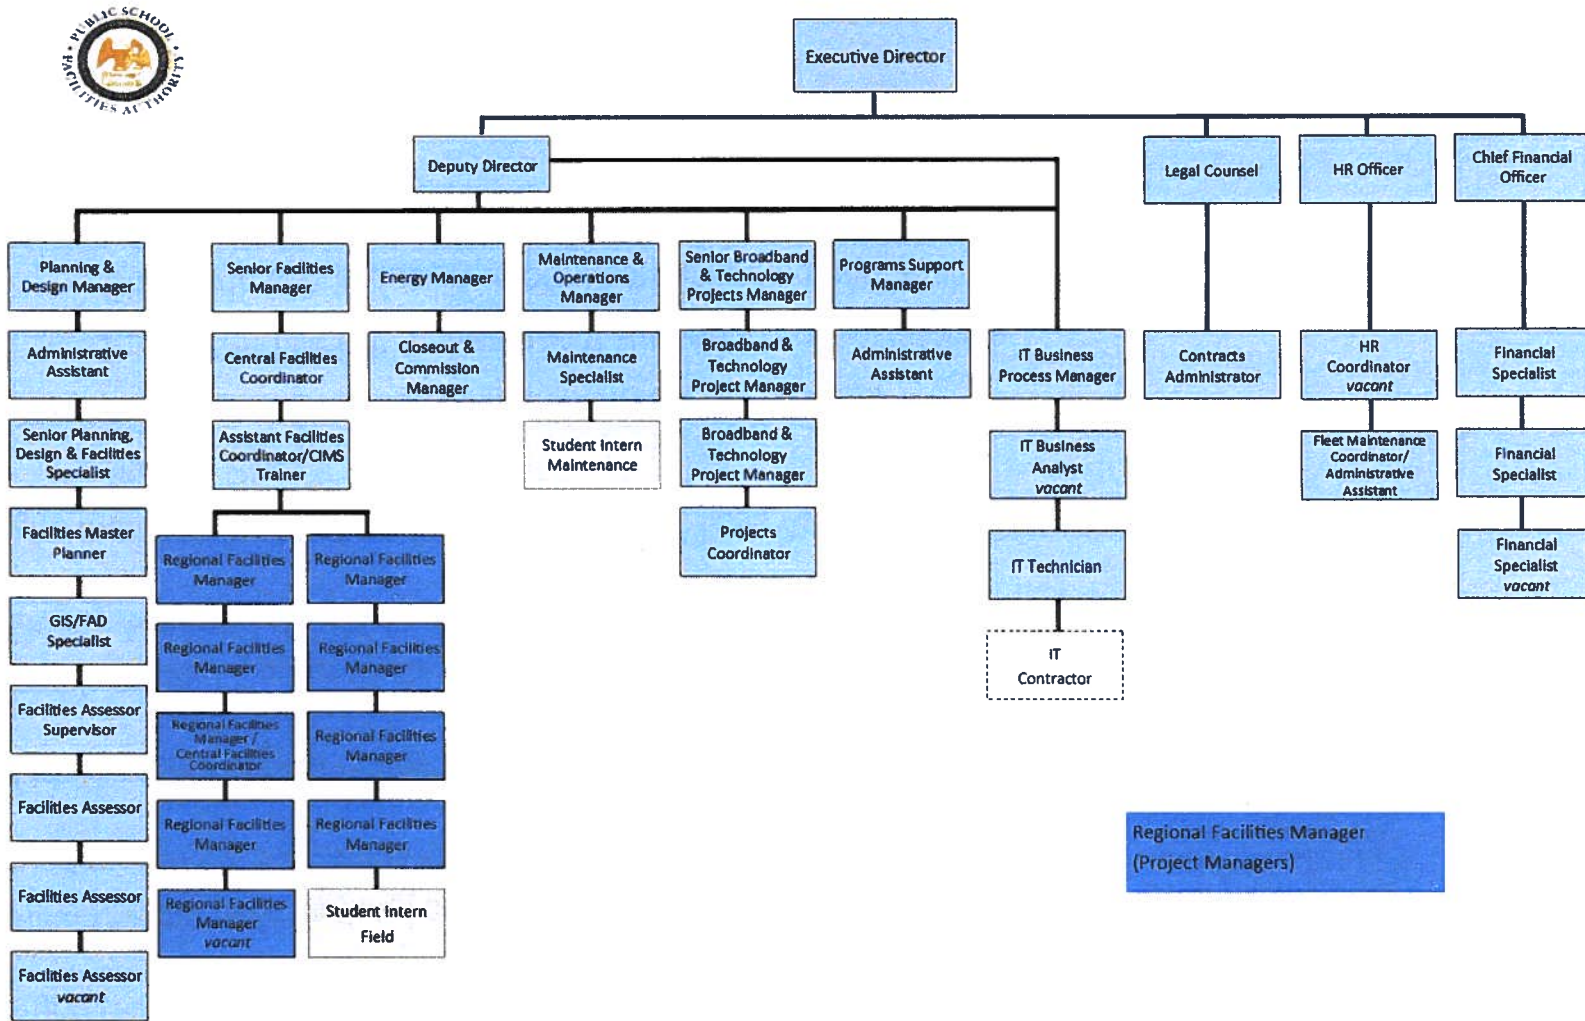 PUBLIC SCHOOL
FACILITIES AUTHORITY
Executive Director
Deputy Director
Legal Counsel
HR Officer
Chief Financial
Officer
Planning &
Design Manager
Senior Facilities
Manager
Energy Manager
Maintenance &
Operations
Manager
Senior Broadband
& Technology
Projects Manager
Programs Support
Manager
Administrative
Assistant
Central Facilities
Coordinator
Closeout &
Commission
Manager
Maintenance
Specialist
Broadband &
Technology
Project Manager
Administrative
Assistant
IT Business
Process Manager
Contracts
Administrator
HR
Coordinator
vacant
Financial
Specialist
Senior Planning,
Design & Facilities
Specialist
Assistant Facilities
Coordinator/CIMS
Trainer
Student Intern
Maintenance
Broadband &
Technology
Project Manager
IT Business
Analyst
vacant
Fleet Maintenance
Coordinator/
Administrative
Assistant
Financial
Specialist
Facilities Master
Planner
Regional Facilities
Manager
Regional Facilities
Manager
Projects
Coordinator
IT Technician
Financial
Specialist
vacant
GIS/FAD
Specialist
Regional Facilities
Manager
Regional Facilities
Manager
IT
Contractor
Facilities Assessor
Supervisor
Regional Facilities
Manager /
Central Facilities
Coordinator
Regional Facilities
Manager
Facilities Assessor
Regional Facilities
Manager
Regional Facilities
Manager
Regional Facilities Manager
(Project Managers)
Facilities Assessor
Regional Facilities
Manager
vacant
Student Intern
Field
Facilities Assessor
vacant